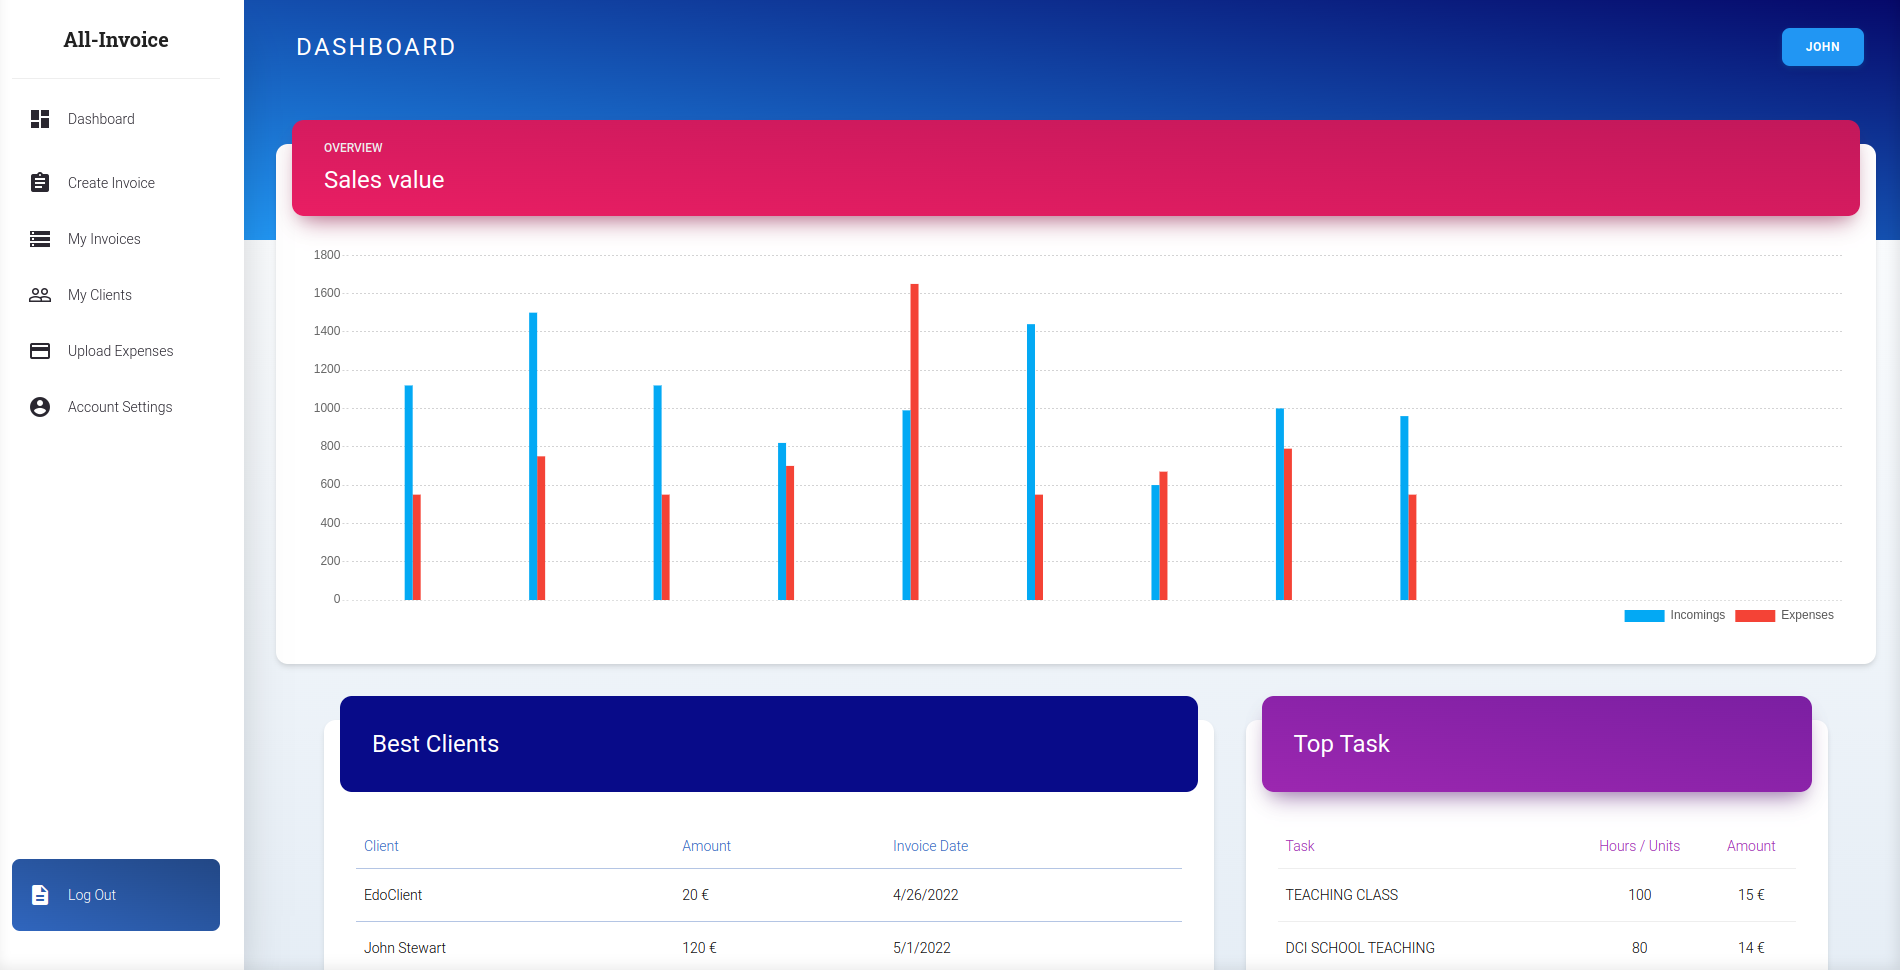 All-Invoice
Dashboard
Create Invoice
My Invoices
My Clients
Upload Expenses
Account Settings
Log Out
DASHBOARD
JOHN
OVERVIEW
Sales value
1800
1600
1400
1200
1000
800
600
400
200
0
Incomings Expenses
Best Clients
Client Amount Invoice Date
EdoClient 20 € 4/26/2022
John Stewart 120 € 5/1/2022
Top Task
Task Hours / Units Amount
TEACHING CLASS 100 15 €
DCI SCHOOL TEACHING 80 14 €